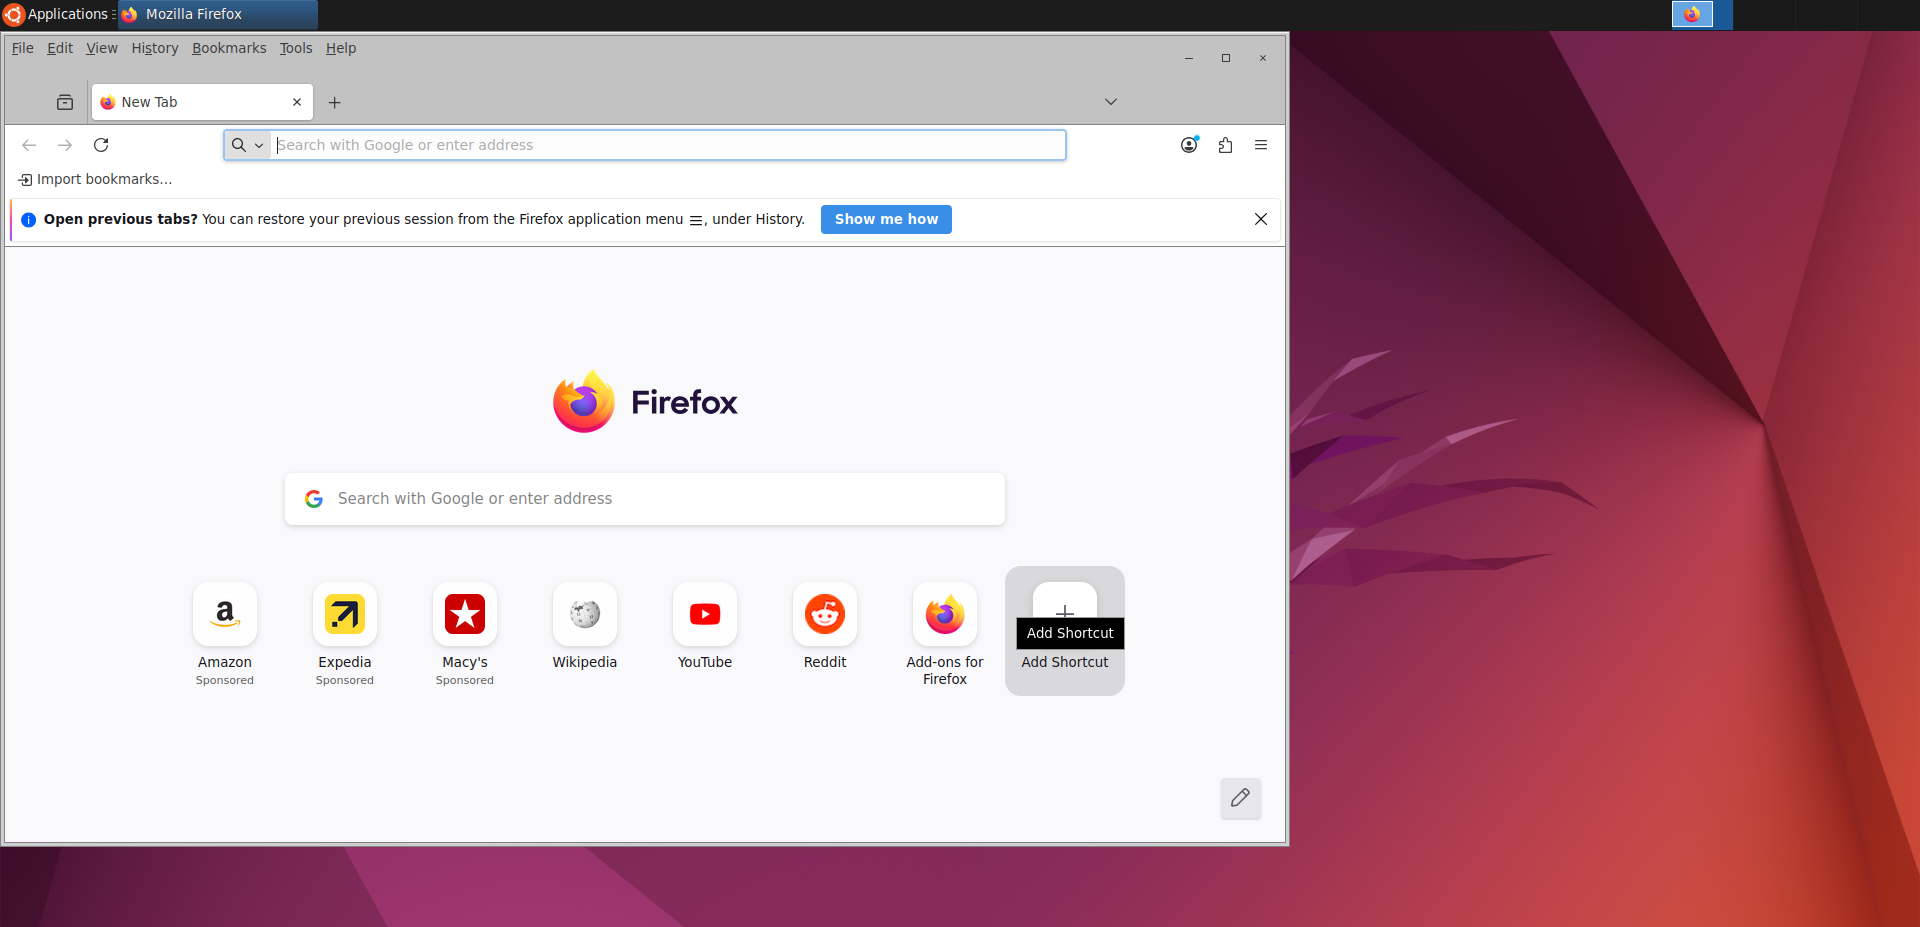 Applications
Mozilla Firefox
File Edit View History Bookmarks Tools Help
New Tab
Search with Google or enter address
Import bookmarks...
Open previous tabs? You can restore your previous session from the Firefox application menu , under History. Show me how
Firefox
Search with Google or enter address
Amazon
Sponsored
Expedia
Sponsored
Macy's
Sponsored
Wikipedia
YouTube
Reddit
Add-ons for
Firefox
Add Shortcut
Add Shortcut